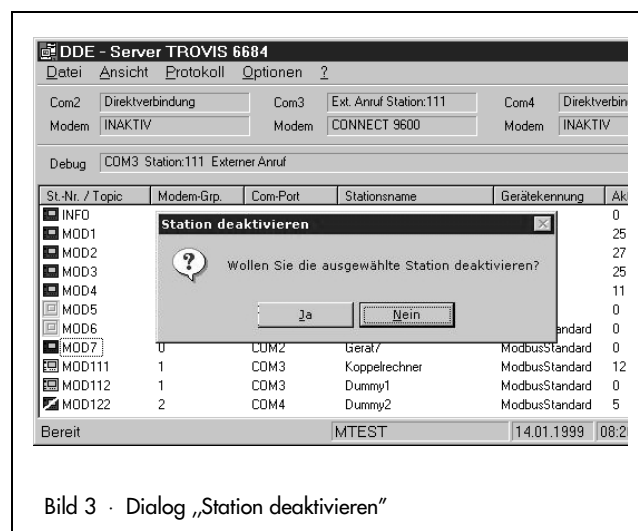 DDE - Server TROVIS 6684
Datei Ansicht Protokoll Optionen ?
Com2 Direktverbindung Com3 Ext. Anruf Station:111 Com4 Direktverbin
Modem INAKTIV Modem CONNECT 9600 Modem INAKTIV
Debug COM3 Station:111 Externer Anruf
St.-Nr. / Topic Modem-Grp. Com-Port Stationsname Gerätekennung
INFO 0
MOD1 25
MOD2 27
MOD3 25
MOD4 11
MOD5 0
MOD6 0
Station deaktivieren
Wollen Sie die ausgewählte Station deaktivieren?
Ja Nein
MOD7 0 COM2 Gerät7 ModbusStandard 0
MOD111 1 COM3 Koppelrechner ModbusStandard 12
MOD112 1 COM3 Dummy1 ModbusStandard 0
MOD122 2 COM4 Dummy2 ModbusStandard 5
Bereit MTEST 14.01.1999 08:2
Bild 3 · Dialog „Station deaktivieren”